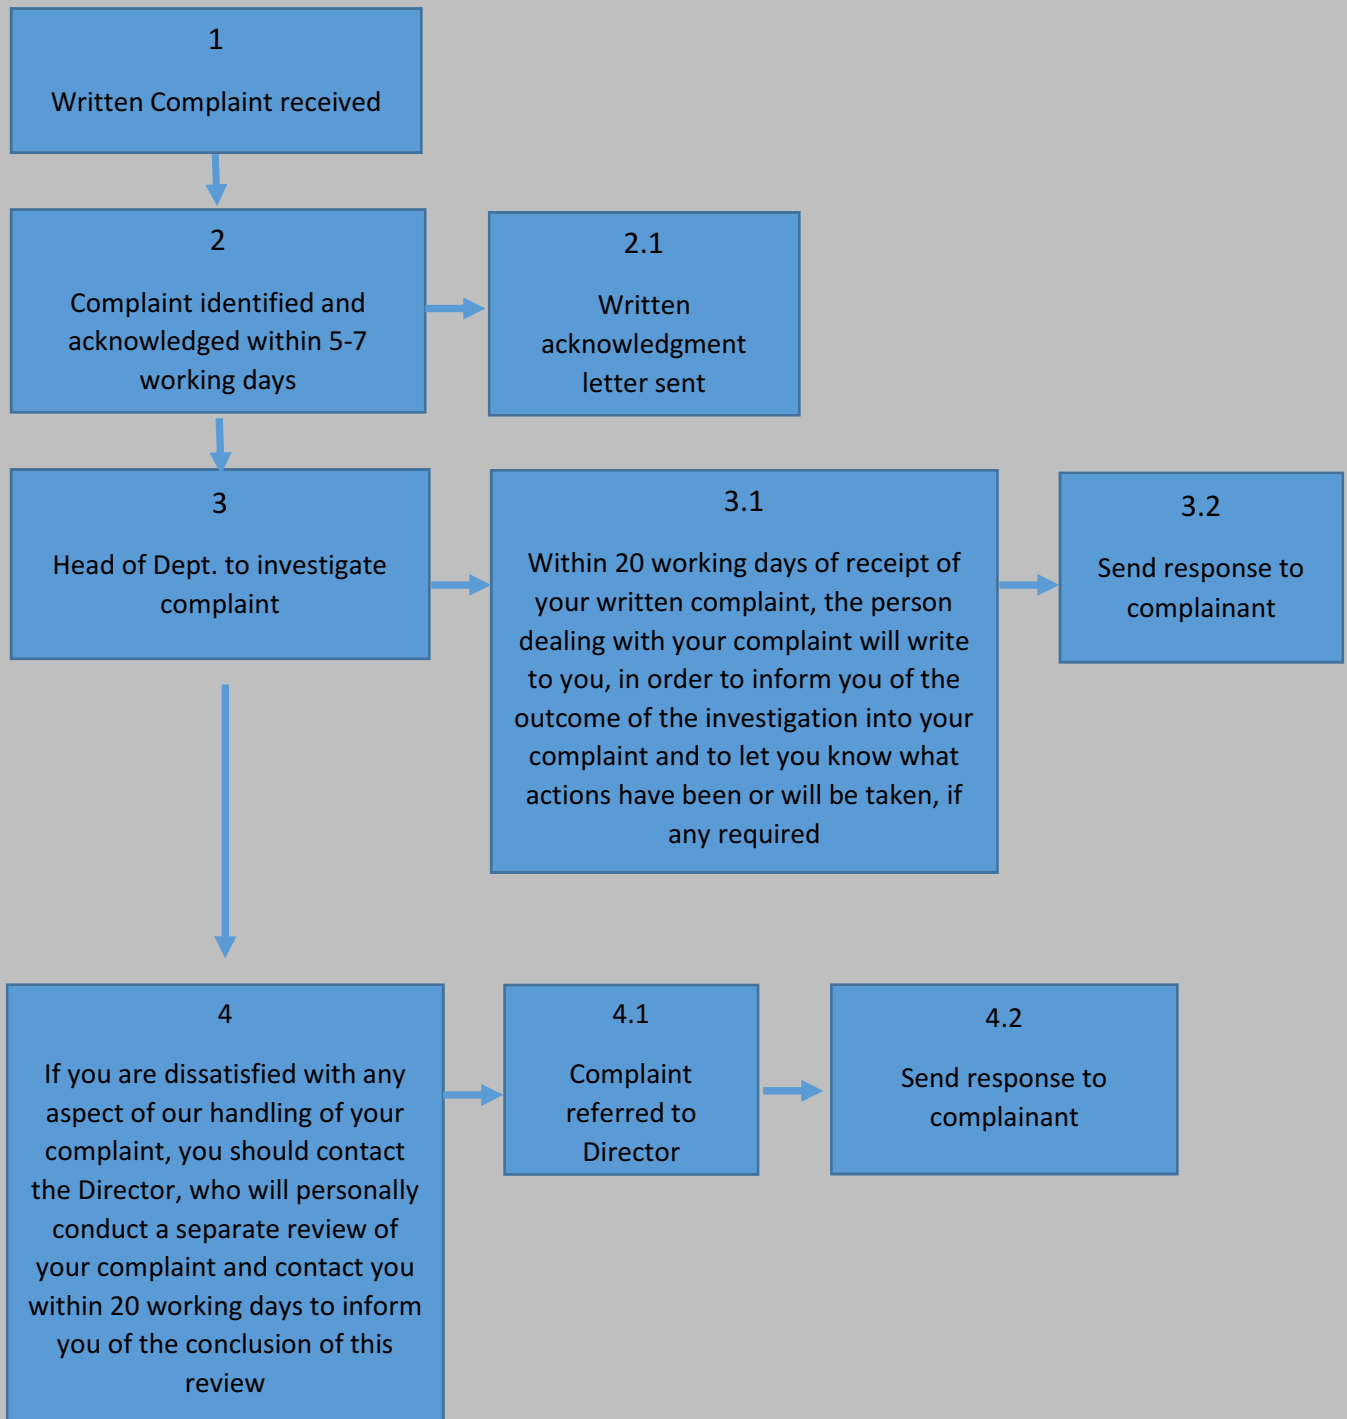 1
Written Complaint received
2
Complaint identified and
acknowledged within 5-7
working days
2.1
Written
acknowledgment
letter sent
3
Head of Dept. to investigate
complaint
3.1
Within 20 working days of receipt of
your written complaint, the person
dealing with your complaint will write
to you, in order to inform you of the
outcome of the investigation into your
complaint and to let you know what
actions have been or will be taken, if
any required
3.2
Send response to
complainant
4
If you are dissatisfied with any
aspect of our handling of your
complaint, you should contact
the Director, who will personally
conduct a separate review of
your complaint and contact you
within 20 working days to inform
you of the conclusion of this
review
4.1
Complaint
referred to
Director
4.2
Send response to
complainant